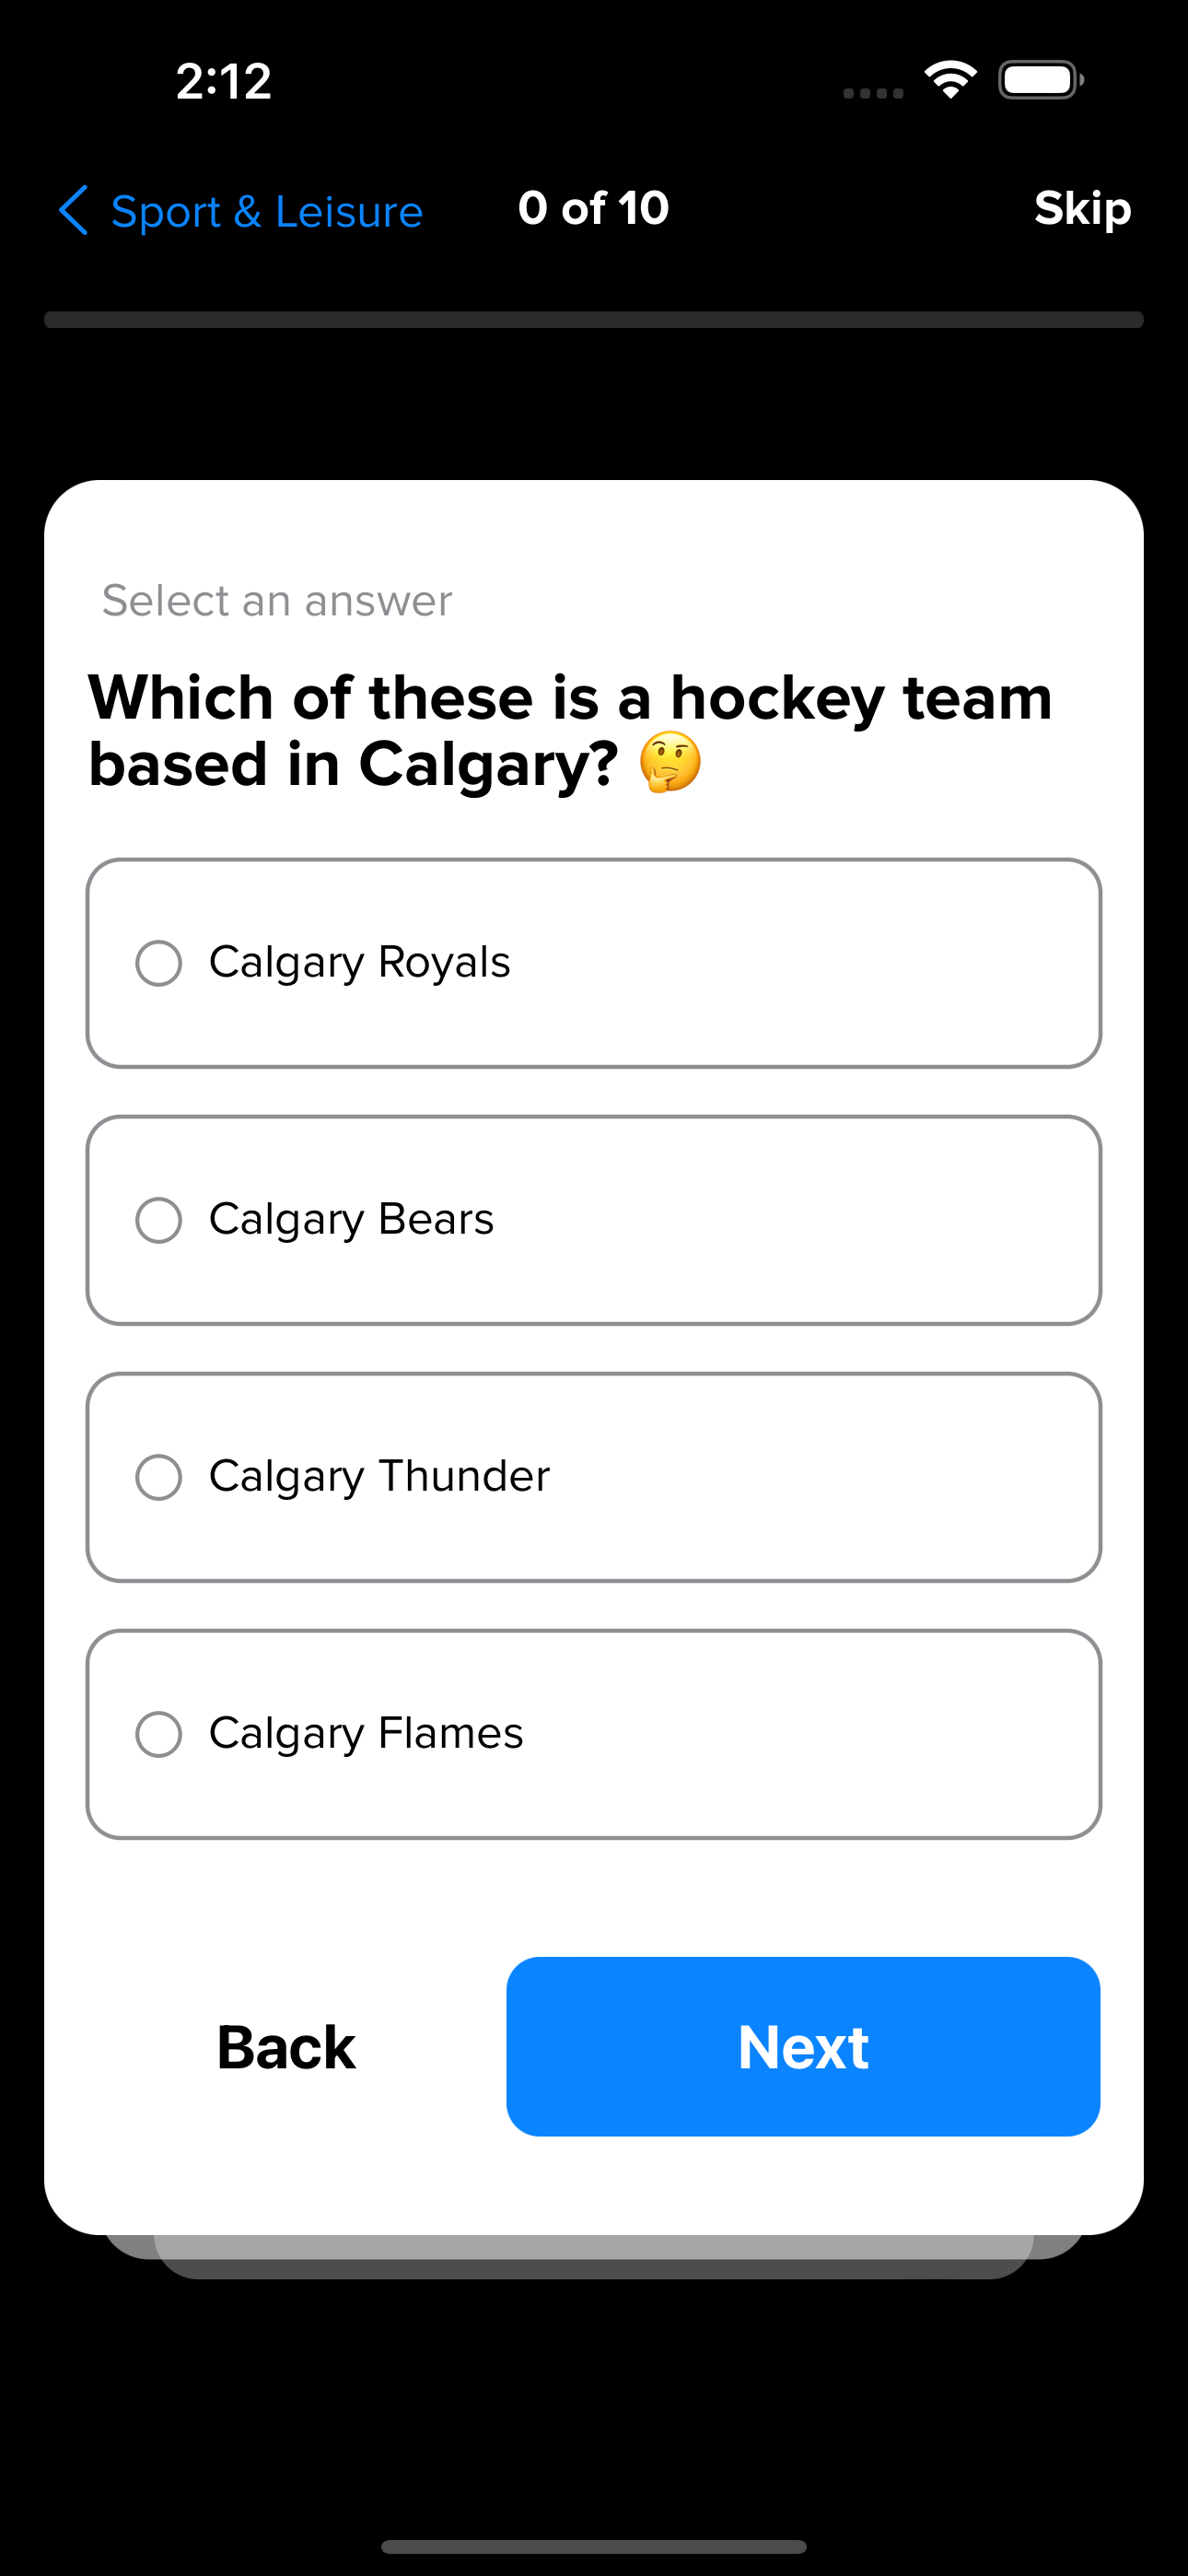 2:12
Sport & Leisure
0 of 10
Skip
Select an answer
Which of these is a hockey team
based in Calgary? 🤔
Calgary Royals
Calgary Bears
Calgary Thunder
Calgary Flames
Back
Next